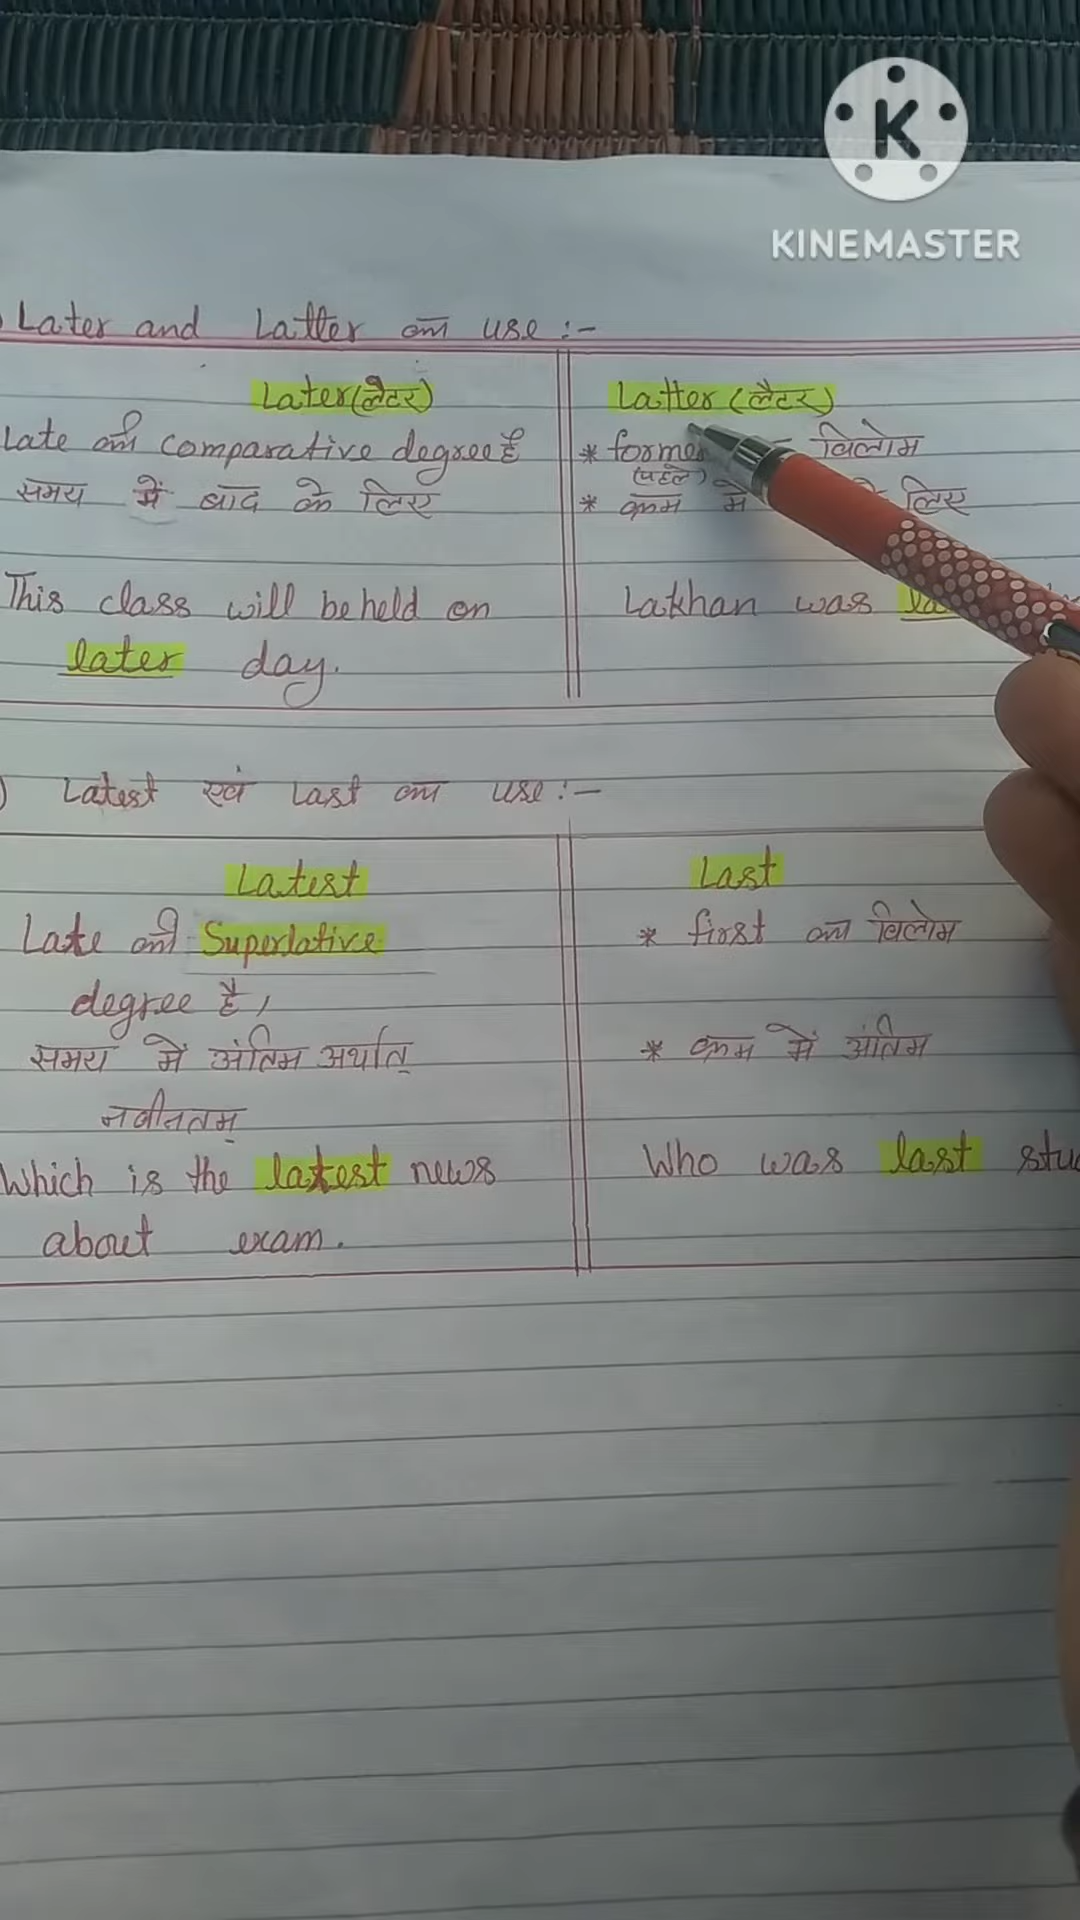 KINEMASTER
Later and Latter का use :-
Later (लेटर)
Late की comparative degree है
समय में बाद के लिए
This class will be held on
later day.
Latter (लैटर)
* former विलोम
(पहले)
* क्रम में लिए
Lakhan was
Latest एवं Last का use :-
Latest
Late की Superlative
degree है,
समय में अंतिम अर्थात्
नवीनतम्
Which is the latest news
about exam.
Last
* first का विलोम
* क्रम में अंतिम
Who was last